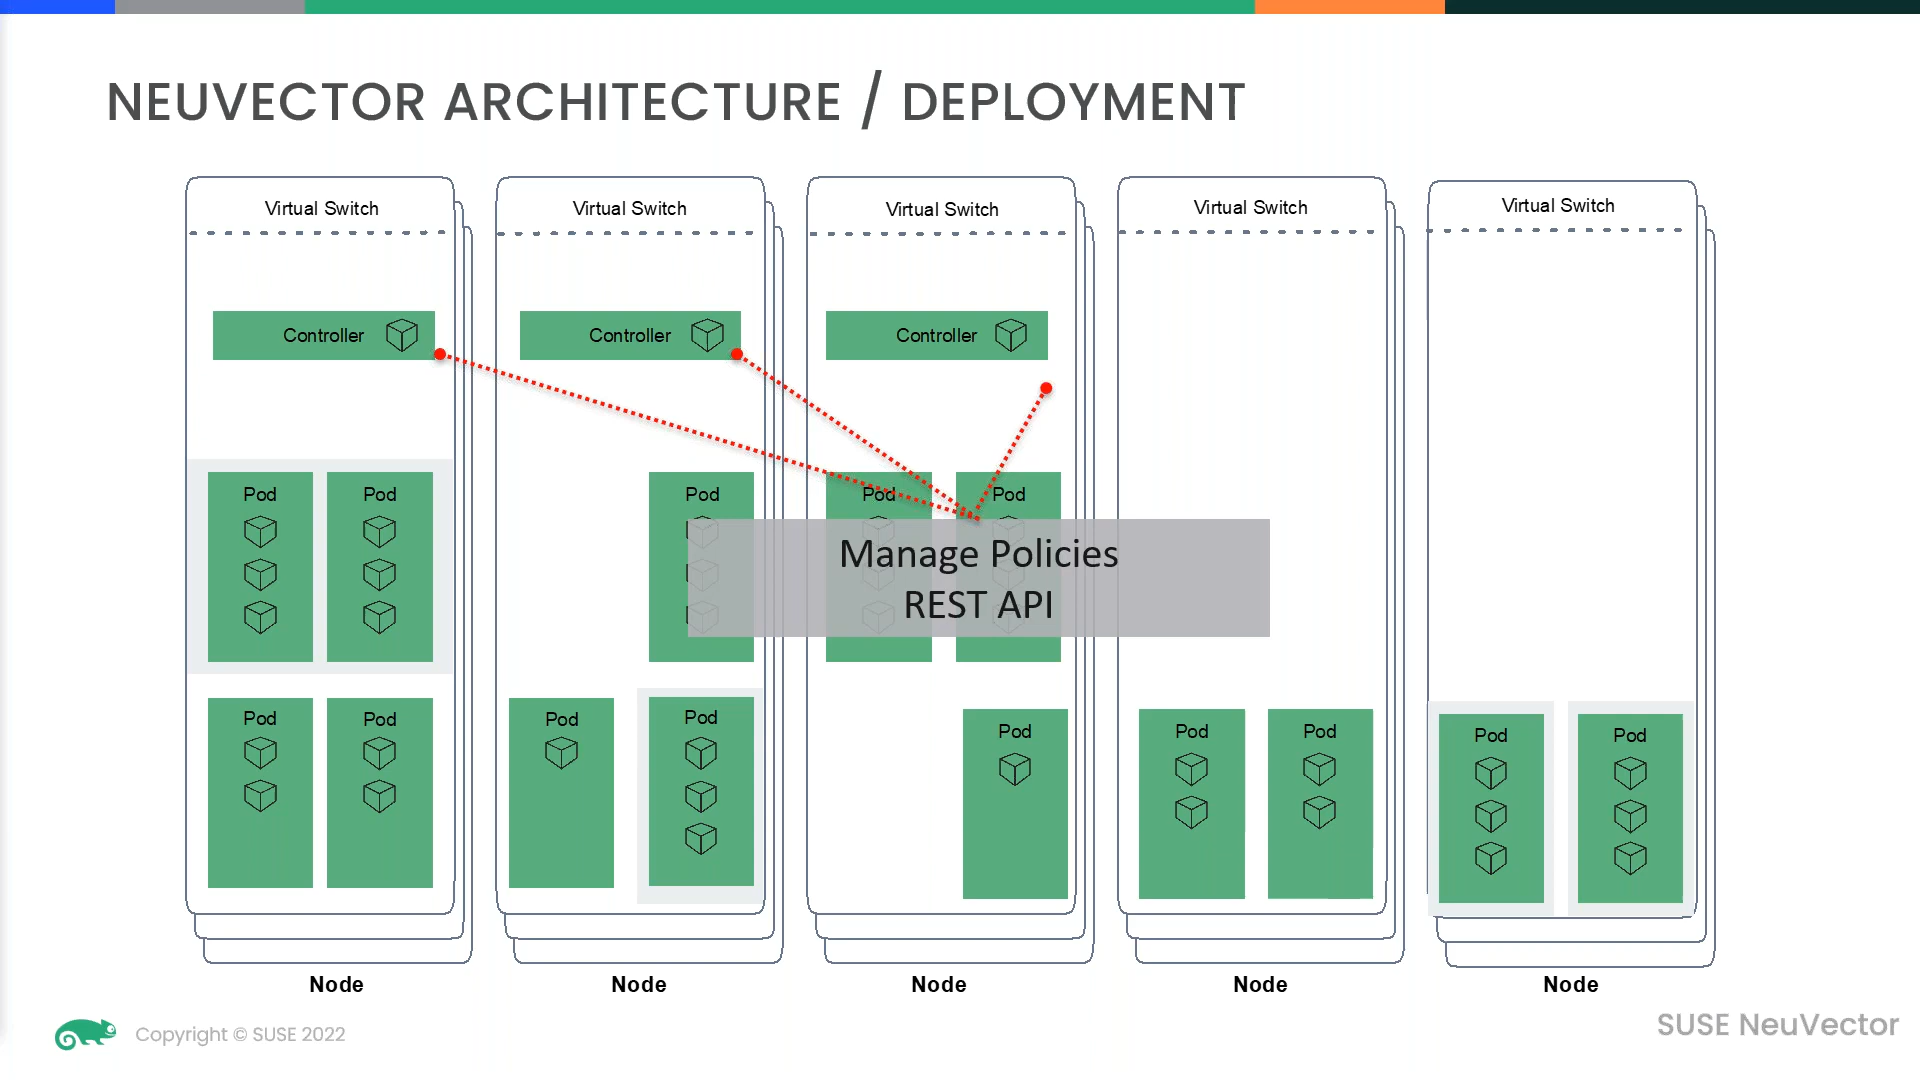 NEUVECTOR ARCHITECTURE / DEPLOYMENT
Virtual Switch
Virtual Switch
Virtual Switch
Virtual Switch
Virtual Switch
Controller
Controller
Controller
Pod
Pod
Pod
Pod
Pod
Manage Policies
REST API
Pod
Pod
Pod
Pod
Pod
Pod
Pod
Pod
Pod
Node
Node
Node
Node
Node
Copyright © SUSE 2022
SUSE NeuVector